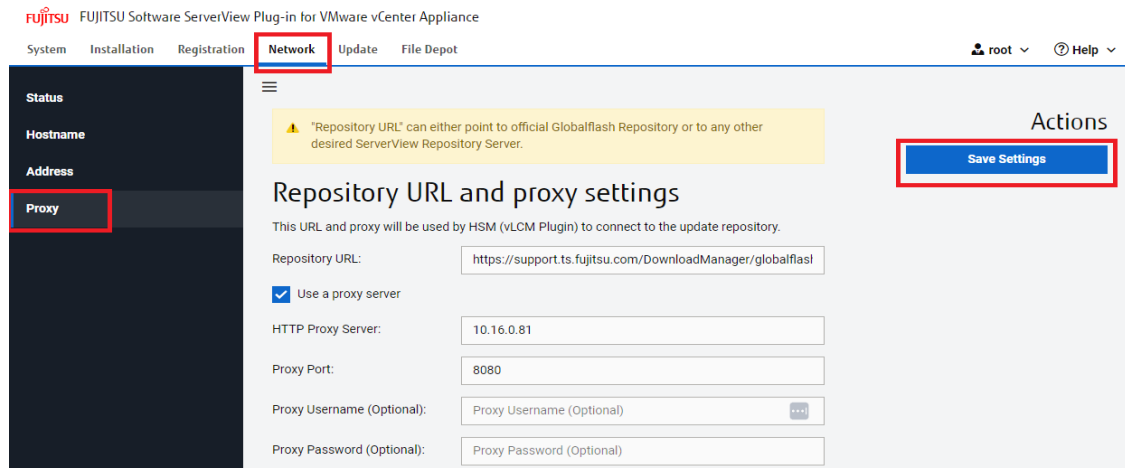 FUJITSU FUJITSU Software ServerView Plug-in for VMware vCenter Appliance
System Installation Registration Network Update File Depot root Help
Status
Hostname
Address
Proxy
"Repository URL" can either point to official Globalflash Repository or to any other
desired ServerView Repository Server.
Actions
Save Settings
Repository URL and proxy settings
This URL and proxy will be used by HSM (vLCM Plugin) to connect to the update repository.
Repository URL: https://support.ts.fujitsu.com/DownloadManager/globalflash
Use a proxy server
HTTP Proxy Server: 10.16.0.81
Proxy Port: 8080
Proxy Username (Optional): Proxy Username (Optional)
Proxy Password (Optional): Proxy Password (Optional)